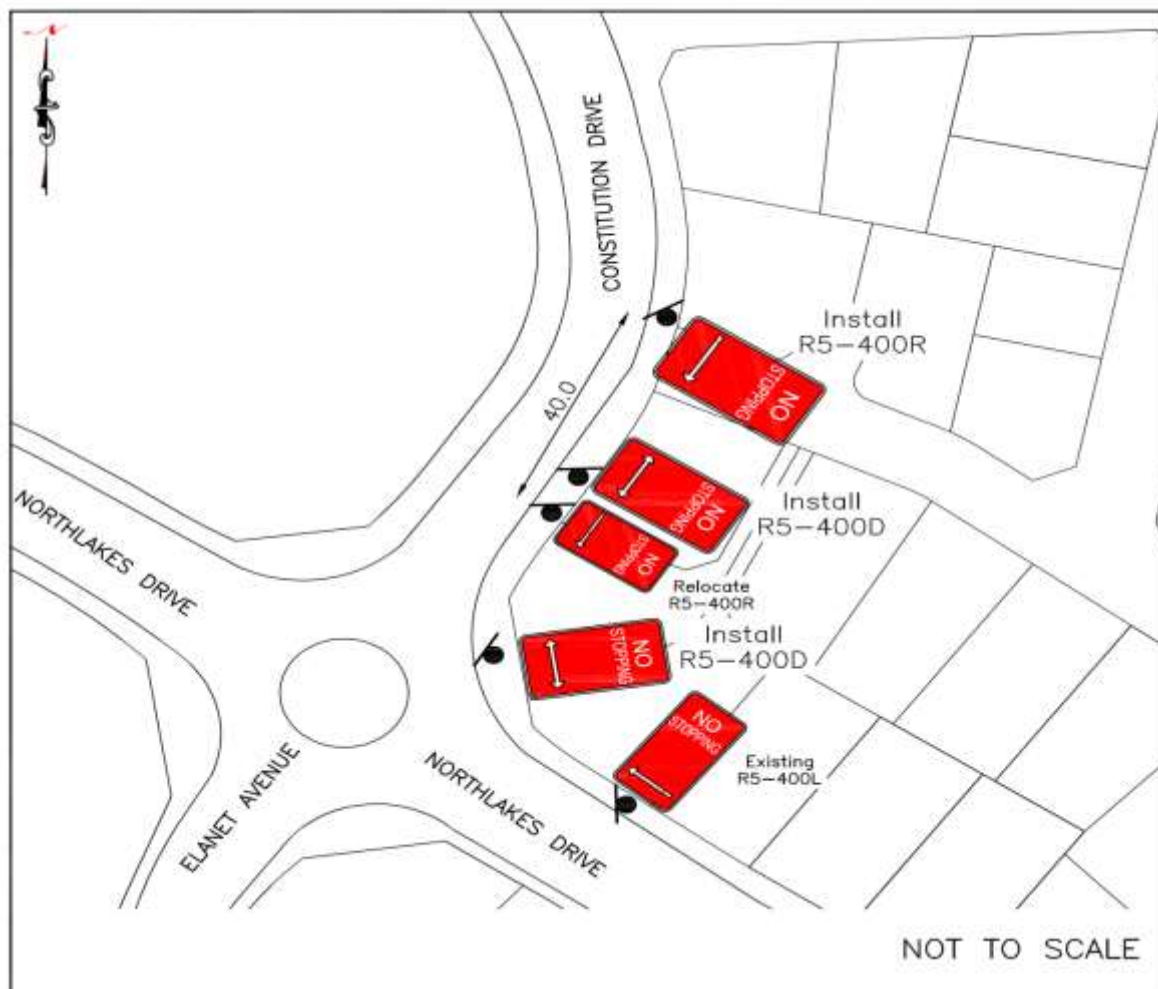 CONSTITUTION DRIVE
Install
R5-400R
NO
STOPPING
40.0
Install
R5-400D
NO
STOPPING
NORTHLAKES DRIVE
Relocate
R5-400R
NO
STOPPING
Install
R5-400D
NO
STOPPING
NO
STOPPING
Existing
R5-400L
ELANET AVENUE
NORTHLAKES DRIVE
NOT TO SCALE